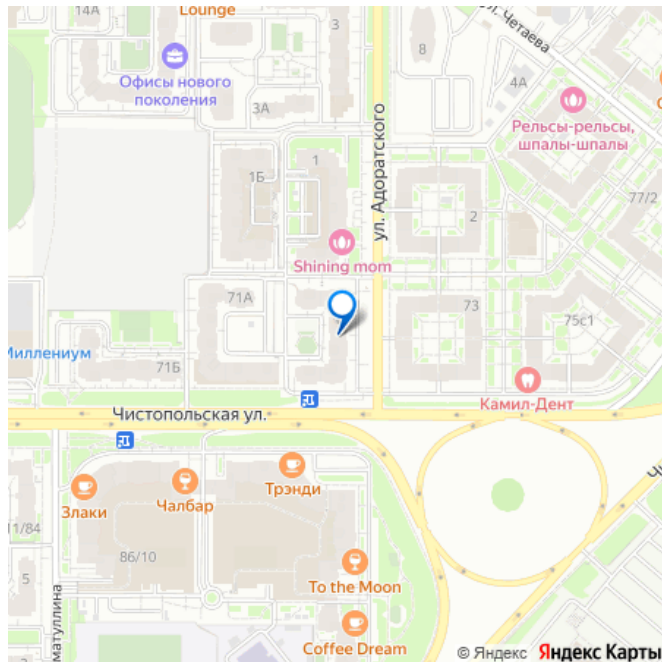 Lounge
ул. Четаева
Офисы нового
поколения
8
4А
3А
Рельсы-рельсы,
шпалы-шпалы
ул. Адоратского
1
1Б
77/2
2
Shining mom
71А
73
75с1
Миллениум
71Б
Камил-Дент
Чистопольская ул.
Злаки
Чалбар
Трэнди
11/84
86/10
5
To the Moon
матуллина
Coffee Dream
© Яндекс Яндекс Карты